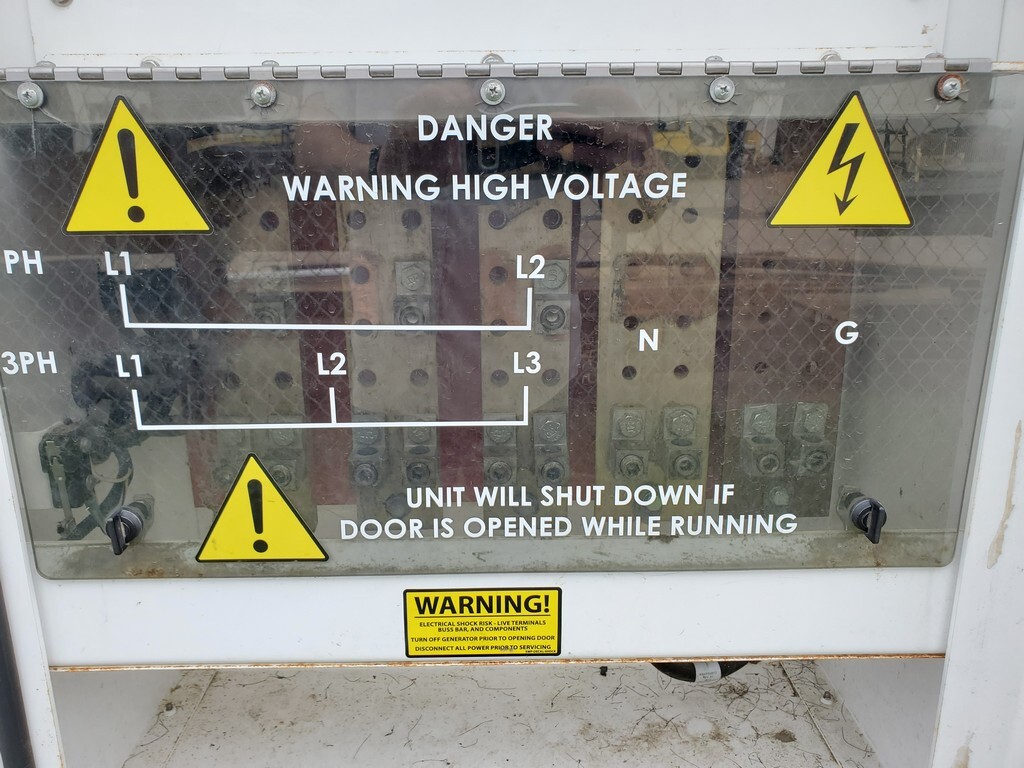 DANGER
WARNING HIGH VOLTAGE
PH L1 L2
N G
3PH L1 L2 L3
UNIT WILL SHUT DOWN IF
DOOR IS OPENED WHILE RUNNING
WARNING!
ELECTRICAL SHOCK RISK - LIVE TERMINALS
BUSS BAR, AND COMPONENTS
TURN OFF GENERATOR PRIOR TO OPENING DOOR
DISCONNECT ALL POWER PRIOR TO SERVICING